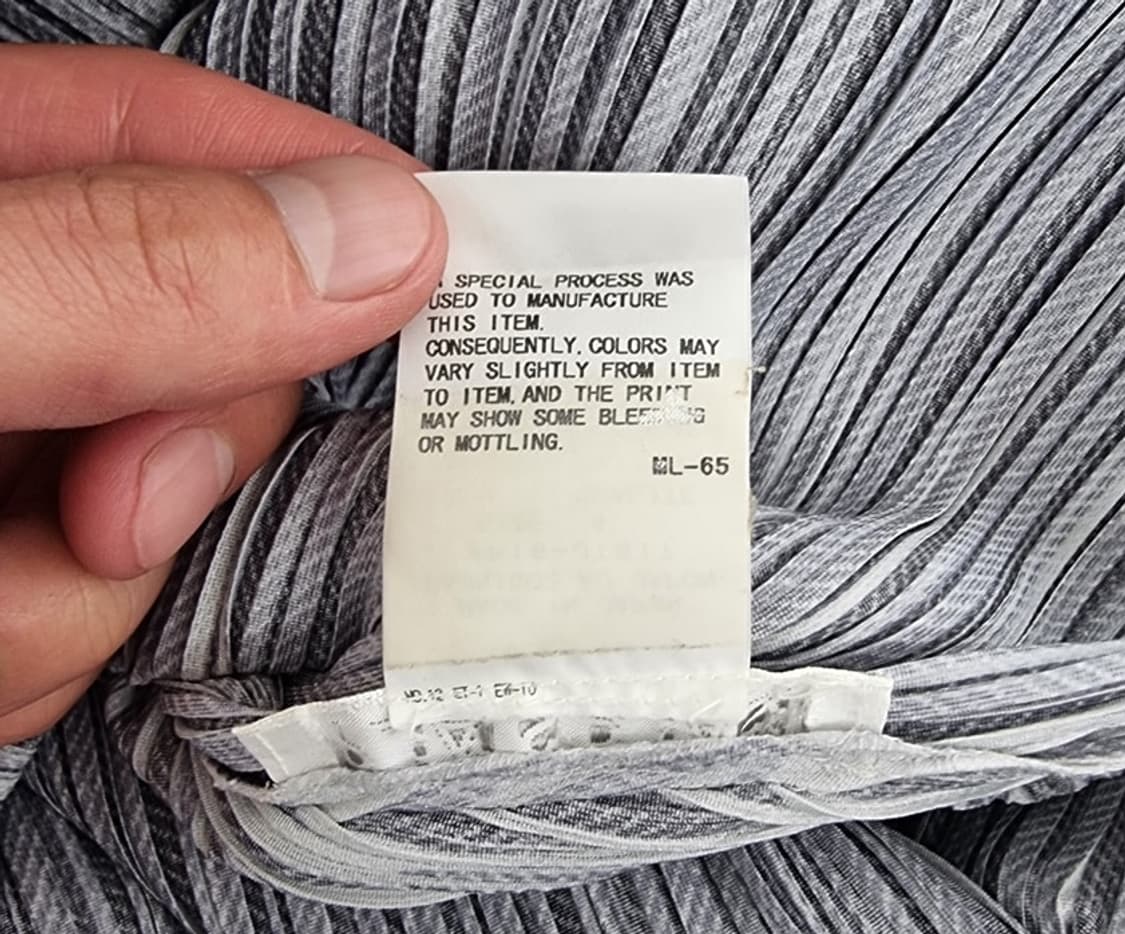 SPECIAL PROCESS WAS
USED TO MANUFACTURE
THIS ITEM.
CONSEQUENTLY, COLORS MAY
VARY SLIGHTLY FROM ITEM
TO ITEM, AND THE PRINT
MAY SHOW SOME BLEEDING
OR MOTTLING.
ML-65